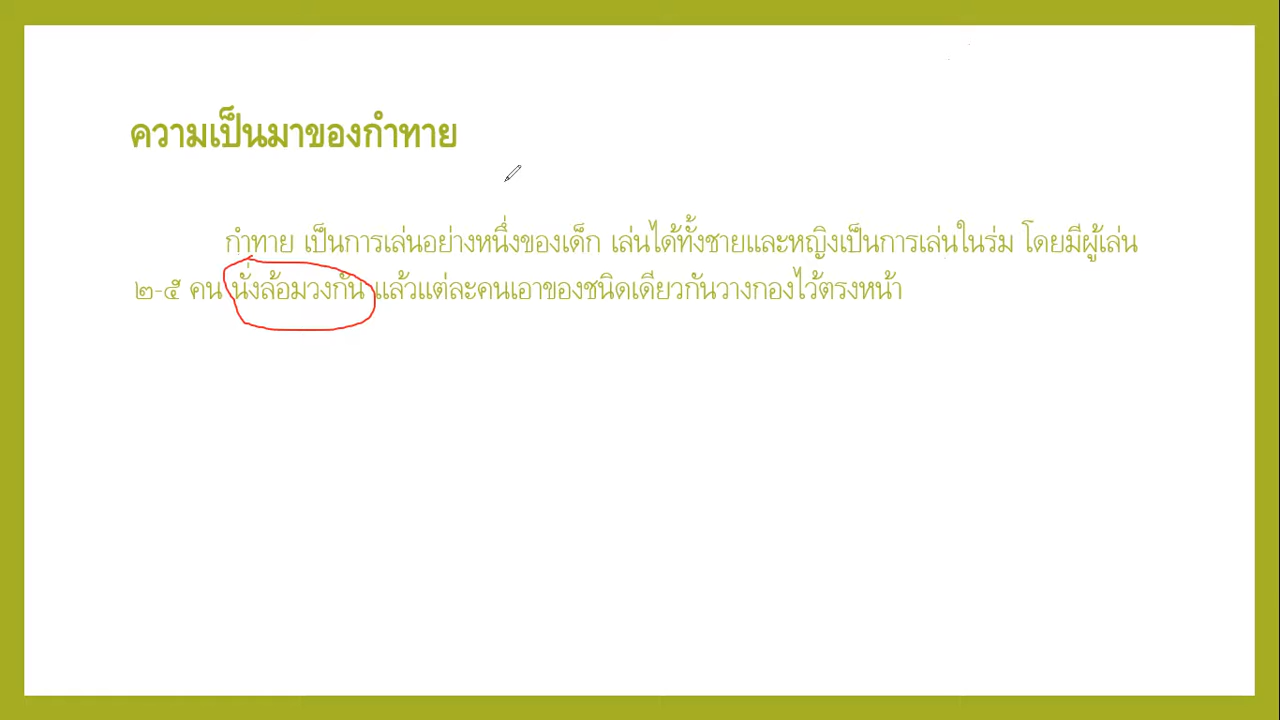 ความเป็นมาของกำทาย
กำทาย เป็นการเล่นอย่างหนึ่งของเด็ก เล่นได้ทั้งชายและหญิงเป็นการเล่นในร่ม โดยมีผู้เล่น
๒-๕ คน นั่งล้อมวงกัน แล้วแต่ละคนเอาของชนิดเดียวกันวางกองไว้ตรงหน้า